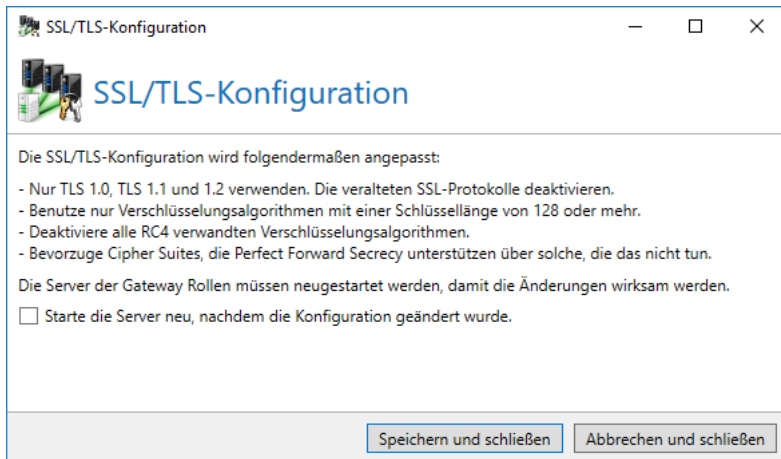 SSL/TLS-Konfiguration
SSL/TLS-Konfiguration
Die SSL/TLS-Konfiguration wird folgendermaßen angepasst:
- Nur TLS 1.0, TLS 1.1 und 1.2 verwenden. Die veralteten SSL-Protokolle deaktivieren.
- Benutze nur Verschlüsselungsalgorithmen mit einer Schlüssellänge von 128 oder mehr.
- Deaktiviere alle RC4 verwandten Verschlüsselungsalgorithmen.
- Bevorzuge Cipher Suites, die Perfect Forward Secrecy unterstützen über solche, die das nicht tun.
Die Server der Gateway Rollen müssen neugestartet werden, damit die Änderungen wirksam werden.
Starte die Server neu, nachdem die Konfiguration geändert wurde.
Speichern und schließen Abbrechen und schließen